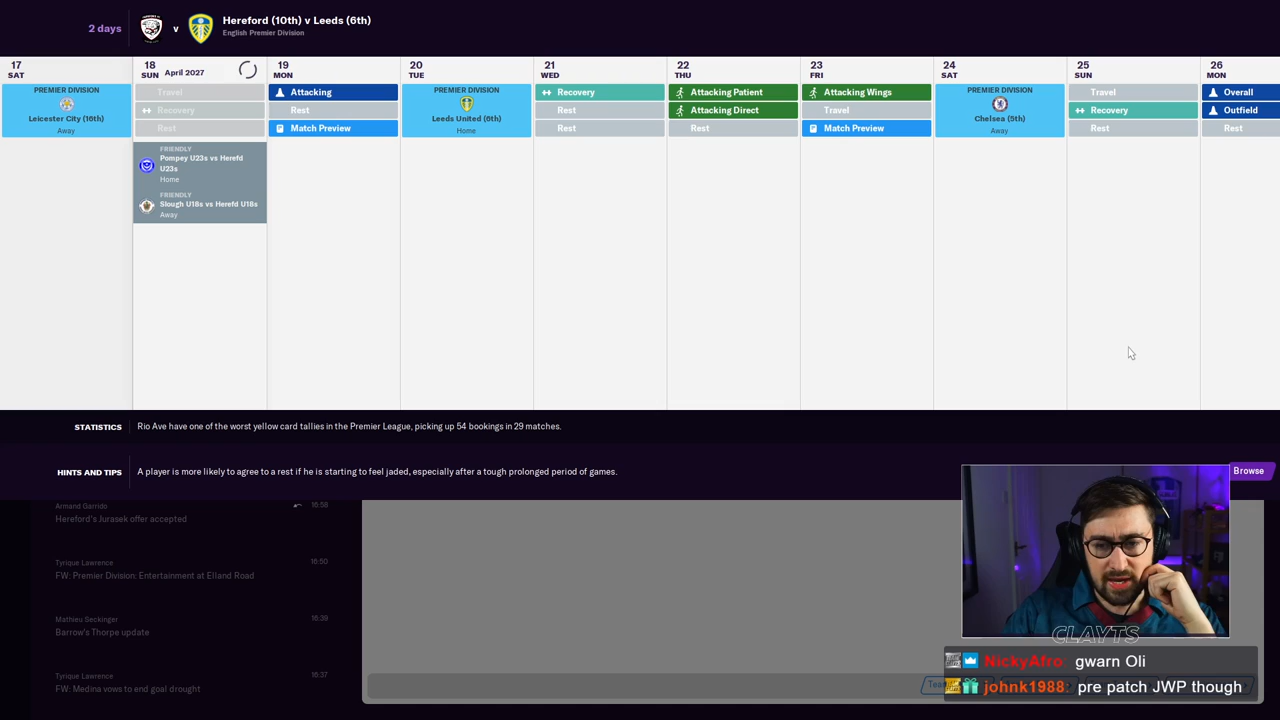 2 days
v
Hereford (10th) v Leeds (6th)
English Premier Division
17
SAT
18
SUN April 2027
19
MON
20
TUE
21
WED
22
THU
23
FRI
24
SAT
25
SUN
26
MON
PREMIER DIVISION
Leicester City (16th)
Away
Travel
Recovery
Rest
Attacking
Rest
Match Preview
PREMIER DIVISION
Leeds United (6th)
Home
Recovery
Rest
Rest
Attacking Patient
Attacking Direct
Rest
Attacking Wings
Travel
Match Preview
PREMIER DIVISION
Chelsea (5th)
Away
Travel
Recovery
Rest
Overall
Outfield
Rest
FRIENDLY
Pompey U23s vs Herefd
U23s
Home
FRIENDLY
Slough U18s vs Herefd U18s
Away
STATISTICS
Rio Ave have one of the worst yellow card tallies in the Premier League, picking up 54 bookings in 29 matches.
HINTS AND TIPS
A player is more likely to agree to a rest if he is starting to feel jaded, especially after a tough prolonged period of games.
Browse
Armand Garrido
16:58
Hereford's Jurasek offer accepted
Tyrique Lawrence
16:50
FW: Premier Division: Entertainment at Elland Road
Mathieu Seckinger
16:39
Barrow's Thorpe update
Tyrique Lawrence
16:37
FW: Medina vows to end goal drought
CLAYTS
NickyAfro: gwarn Oli
johnk1988: pre patch JWP though